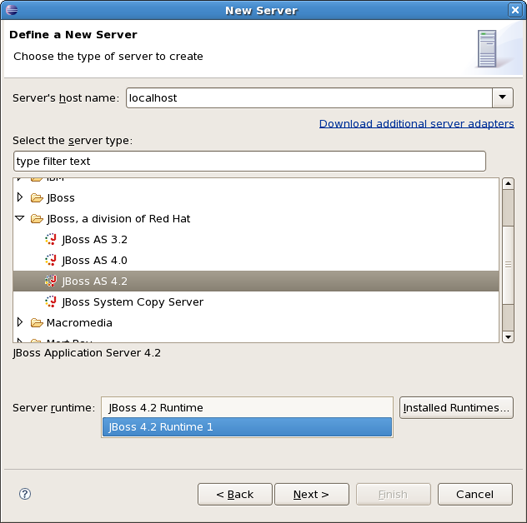 New Server
Define a New Server
Choose the type of server to create
Server's host name: localhost
Download additional server adapters
Select the server type:
type filter text
IBM
JBoss
JBoss, a division of Red Hat
JBoss AS 3.2
JBoss AS 4.0
JBoss AS 4.2
JBoss System Copy Server
Macromedia
JBoss Application Server 4.2
Server runtime: JBoss 4.2 Runtime Installed Runtimes...
JBoss 4.2 Runtime 1
? < Back Next > Finish Cancel